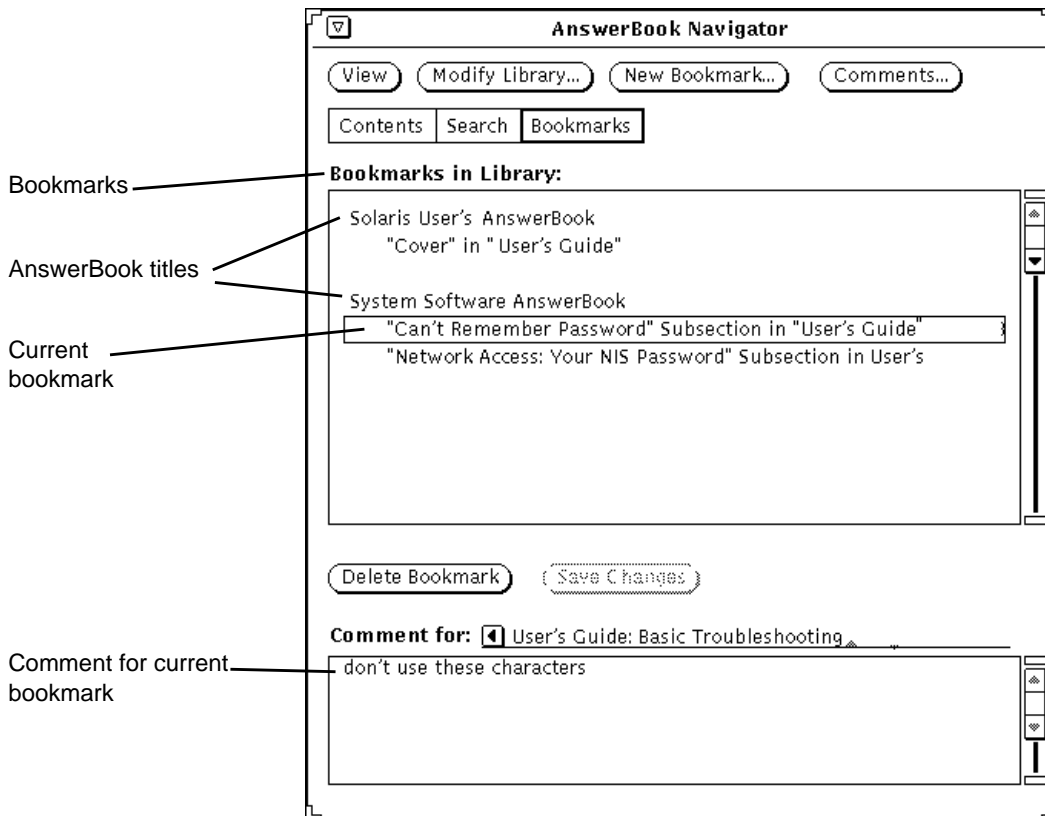 AnswerBook Navigator
View Modify Library... New Bookmark... Comments...
Contents Search Bookmarks
Bookmarks
Bookmarks in Library:
Solaris User's AnswerBook
"Cover" in "User's Guide"
AnswerBook titles
System Software AnswerBook
"Can't Remember Password" Subsection in "User's Guide"
Current
bookmark
"Network Access: Your NIS Password" Subsection in User's
Delete Bookmark Save Changes
Comment for: User's Guide: Basic Troubleshooting
Comment for current
bookmark
don't use these characters